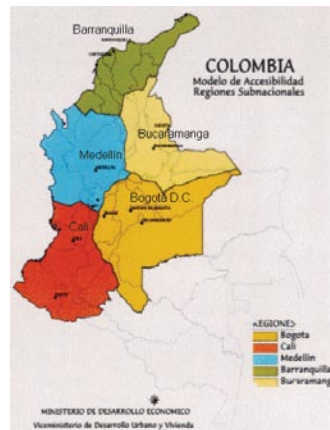 Barranquilla
COLOMBIA
Modelo de Accesibilidad
Regiones Subnacionales
Bucaramanga
Medellín
Bogotá D.C.
Cali
REGIONES
Bogota
Cali
Medellin
Barranquilla
Bucaramang
MINISTERIO DE DESARROLLO ECONOMICO
Viceministerio de Desarrollo Urbano y Vivienda